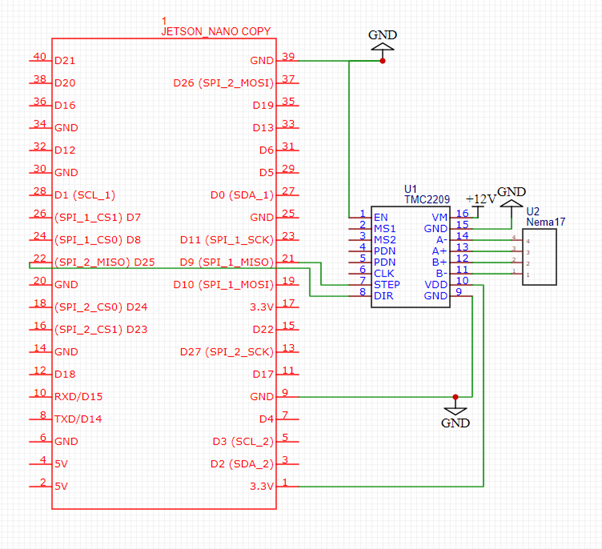 1
JETSON_NANO COPY
GND
40 D21 GND 39
38 D20 D26 (SPI_2_MOSI) 37
36 D16 D19 35
34 GND D13 33
32 D12 D6 31
30 GND D5 29
28 D1 (SCL_1) D0 (SDA_1) 27
26 (SPI_1_CS1) D7 GND 25
24 (SPI_1_CS0) D8 D11 (SPI_1_SCK) 23
22 (SPI_2_MISO) D25 D9 (SPI_1_MISO) 21
20 GND D10 (SPI_1_MOSI) 19
18 (SPI_2_CS0) D24 3.3V 17
16 (SPI_2_CS1) D23 D22 15
14 GND D27 (SPI_2_SCK) 13
12 D18 D17 11
10 RXD/D15 GND 9
8 TXD/D14 D4 7
6 GND D3 (SCL_2) 5
4 5V D2 (SDA_2) 3
2 5V 3.3V 1
U1
TMC2209
+12V
GND
1 EN VM 16
2 MS1 GND 15
3 MS2 A- 14
4 PDN A+ 13
5 PDN B+ 12
6 CLK B- 11
7 STEP VDD 10
8 DIR GND 9
U2
Nema17
4 4
3 3
2 2
1 1
GND